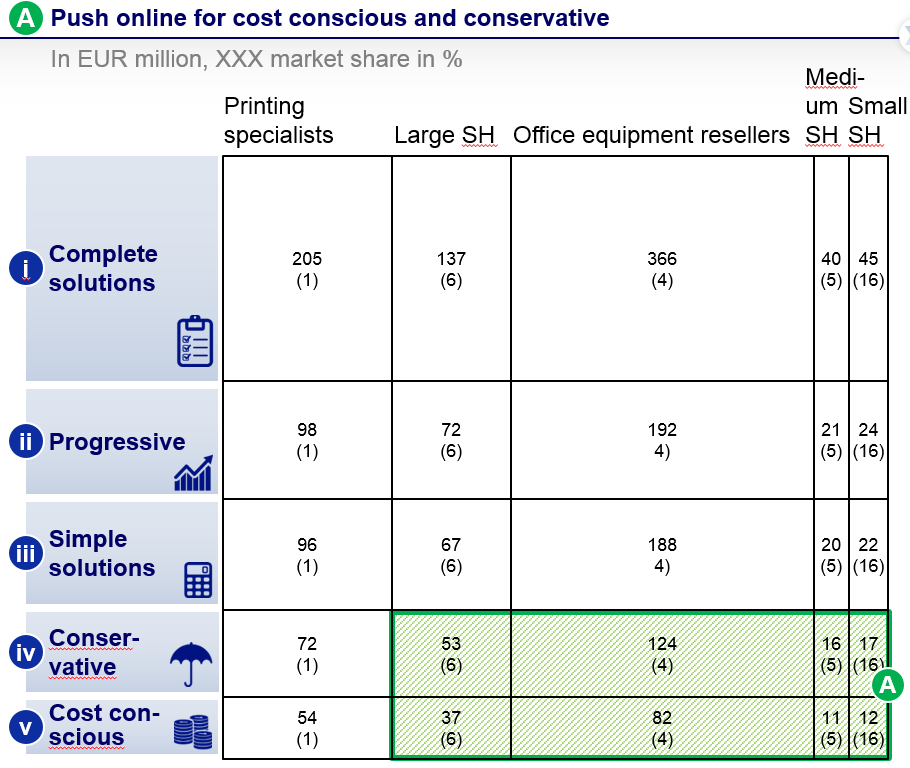 A Push online for cost conscious and conservative
In EUR million, XXX market share in %
Printing
specialists
Large SH
Office equipment resellers
Medi-
um
SH
Small
SH
i
Complete
solutions
205
(1)
137
(6)
366
(4)
40
(5)
45
(16)
ii
Progressive
98
(1)
72
(6)
192
4)
21
(5)
24
(16)
iii
Simple
solutions
96
(1)
67
(6)
188
4)
20
(5)
22
(16)
iv
Conser-
vative
72
(1)
53
(6)
124
(4)
16
(5)
17
(16)
A
v
Cost con-
scious
54
(1)
37
(6)
82
(4)
11
(5)
12
(16)